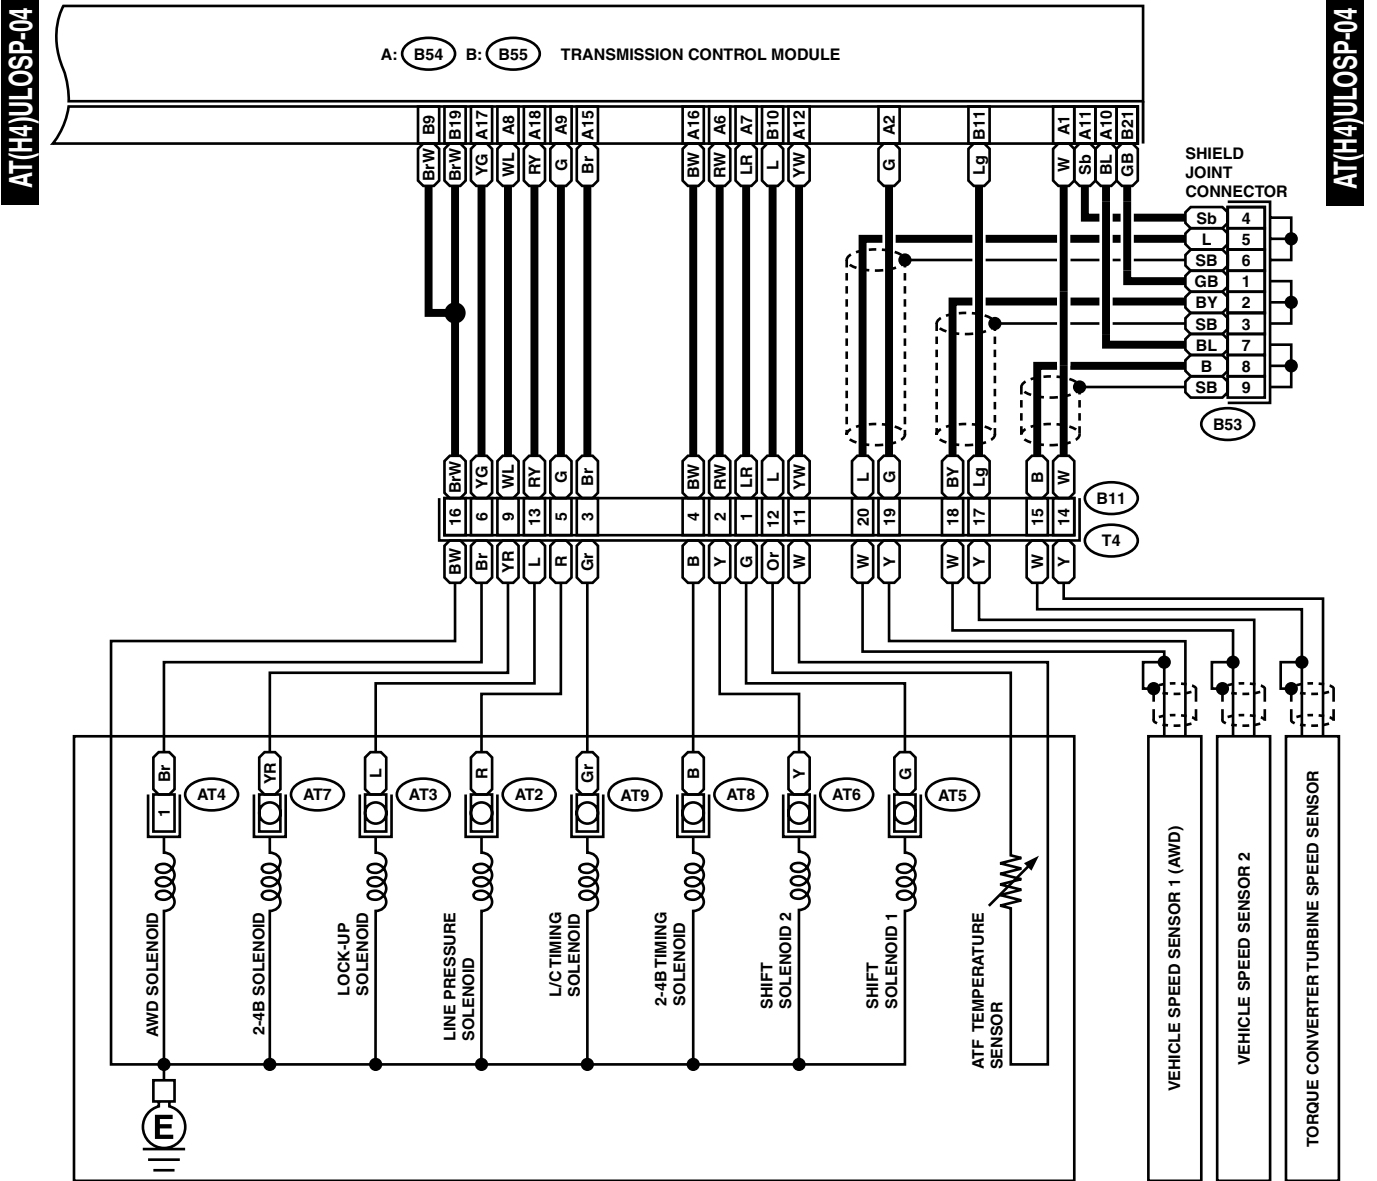 AT(H4)ULOSP-04
AT(H4)ULOSP-04
A: B54 B: B55 TRANSMISSION CONTROL MODULE
B9 B19 A17 A8 A18 A9 A15 A16 A6 A7 B10 A12 A2 B11 A1 A11 A10 B21
BrW BrW YG WL RY G Br BW RW LR L YW G Lg W Sb BL GB
SHIELD
JOINT
CONNECTOR
Sb 4
L 5
SB 6
GB 1
BY 2
SB 3
BL 7
B 8
SB 9
B53
BrW YG WL RY G Br BW RW LR L YW L G BY Lg B W
B11
16 6 9 13 5 3 4 2 1 12 11 20 19 18 17 15 14
T4
BW Br YR L R Gr B Y G Or W W Y W Y W Y
Br YR L R Gr B Y G
AT4 AT7 AT3 AT2 AT9 AT8 AT6 AT5
1
AWD SOLENOID
2-4B SOLENOID
LOCK-UP
SOLENOID
LINE PRESSURE
SOLENOID
L/C TIMING
SOLENOID
2-4B TIMING
SOLENOID
SHIFT
SOLENOID 2
SHIFT
SOLENOID 1
ATF TEMPERATURE
SENSOR
VEHICLE SPEED SENSOR 1 (AWD)
VEHICLE SPEED SENSOR 2
TORQUE CONVERTER TURBINE SPEED SENSOR
E